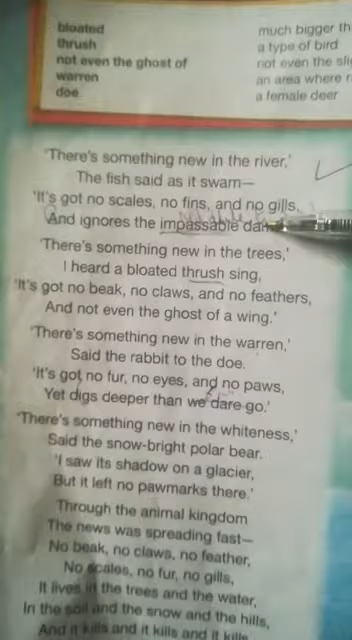 bloated much bigger th
thrush a type of bird
not even the ghost of not even the sli
warren an area where r
doe a female deer
'There's something new in the river,'
The fish said as it swam—
'It's got no scales, no fins, and no gills,
And ignores the impassable dam
'There's something new in the trees,'
I heard a bloated thrush sing,
'It's got no beak, no claws, and no feathers,
And not even the ghost of a wing.'
'There's something new in the warren,'
Said the rabbit to the doe.
'It's got no fur, no eyes, and no paws,
Yet digs deeper than we dare go.'
'There's something new in the whiteness,'
Said the snow-bright polar bear.
'I saw its shadow on a glacier,
But it left no pawmarks there.'
Through the animal kingdom
The news was spreading fast—
No beak, no claws, no feather,
No scales, no fur, no gills,
It lives in the trees and the water,
In the soil and the snow and the hills,
And it kills and it kills and it kills